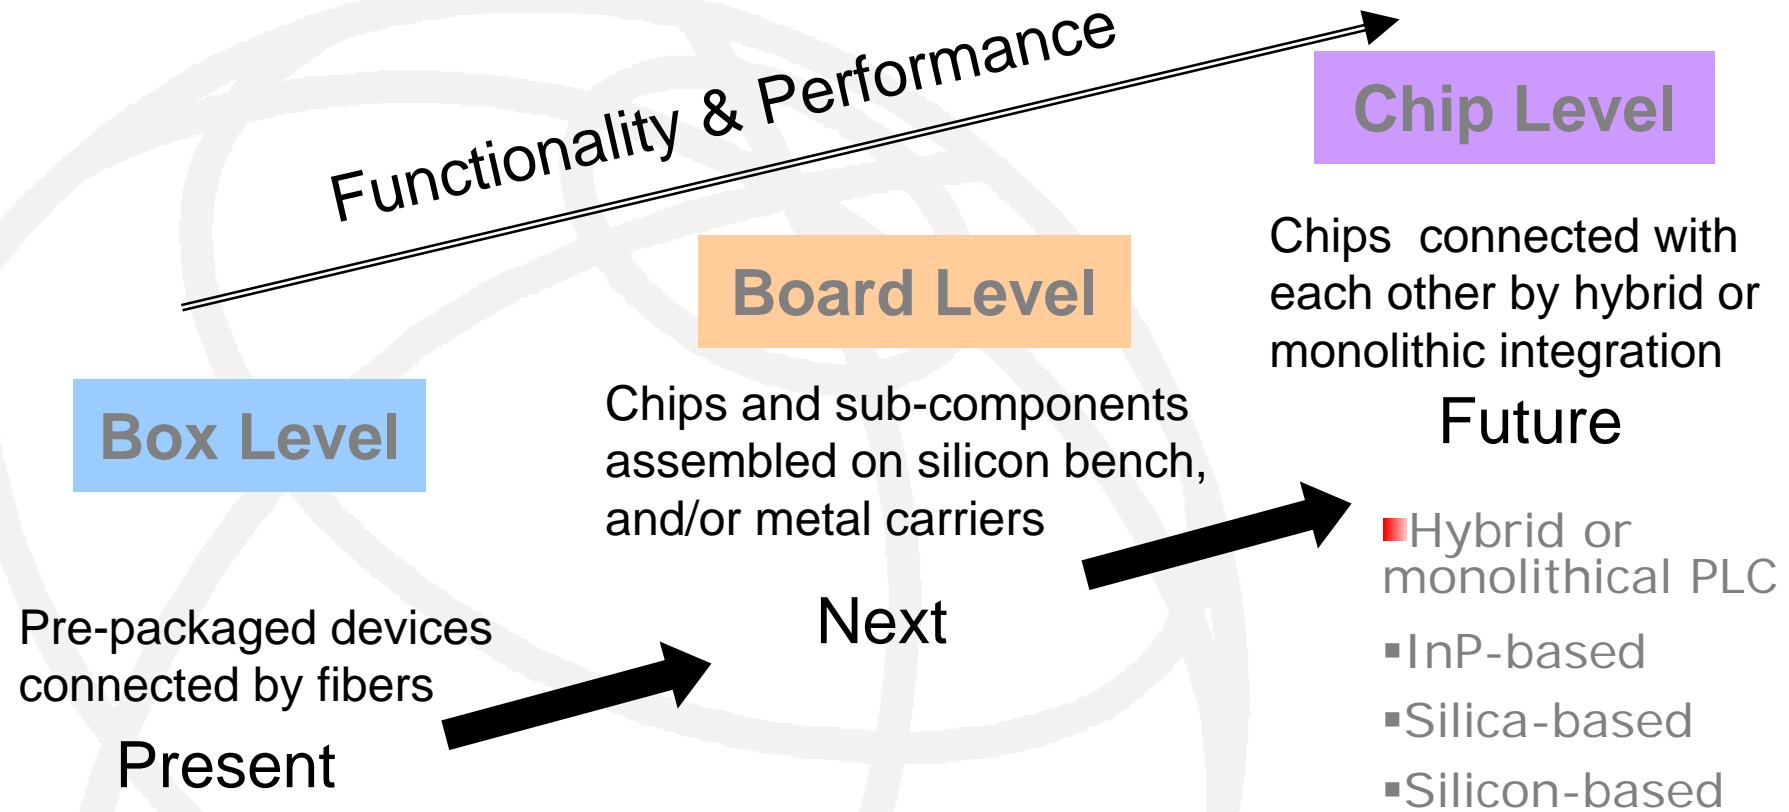 Functionality & Performance
Chip Level
Chips connected with
each other by hybrid or
monolithic integration
Future
▪Hybrid or
monolithical PLC
▪InP-based
▪Silica-based
▪Silicon-based
Board Level
Chips and sub-components
assembled on silicon bench,
and/or metal carriers
Next
Box Level
Pre-packaged devices
connected by fibers
Present